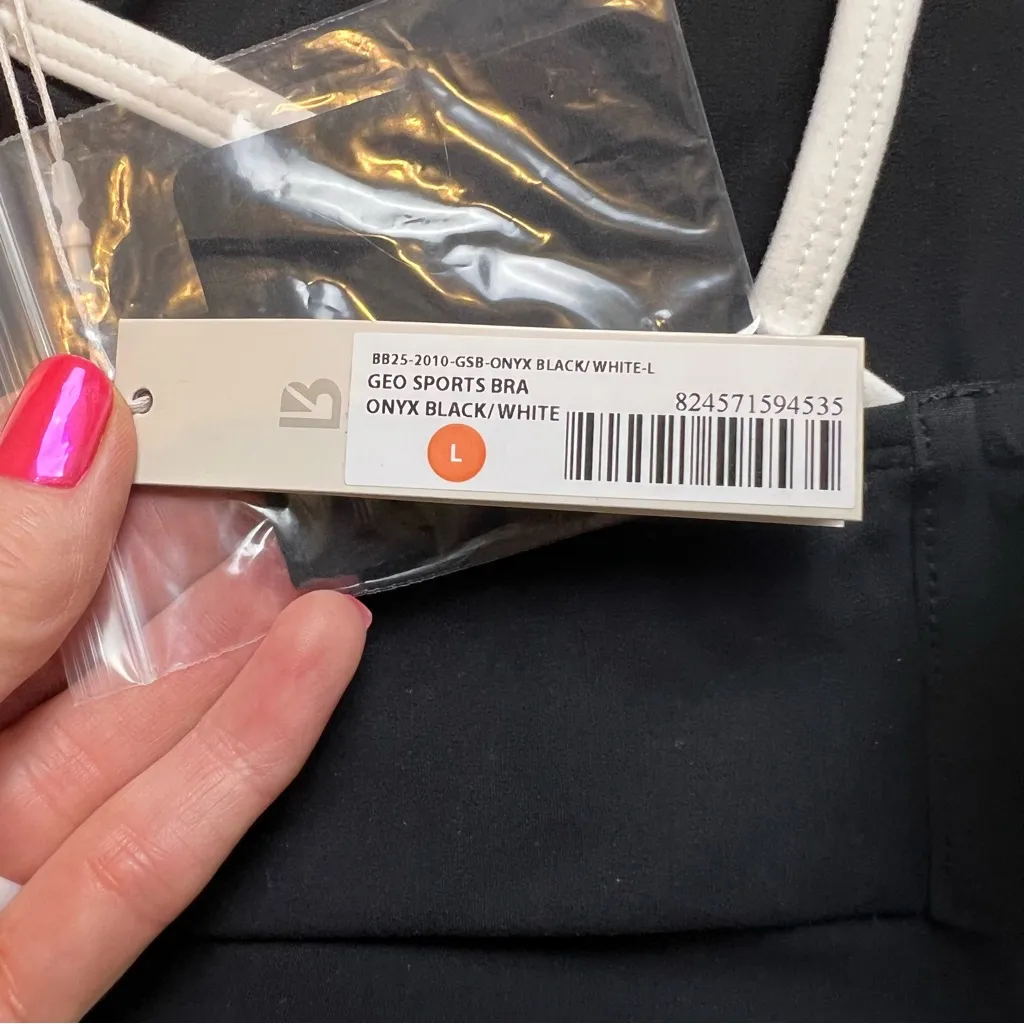 BB25-2010-GSB-ONYX BLACK/WHITE-L
GEO SPORTS BRA
ONYX BLACK/WHITE
824571594535
L